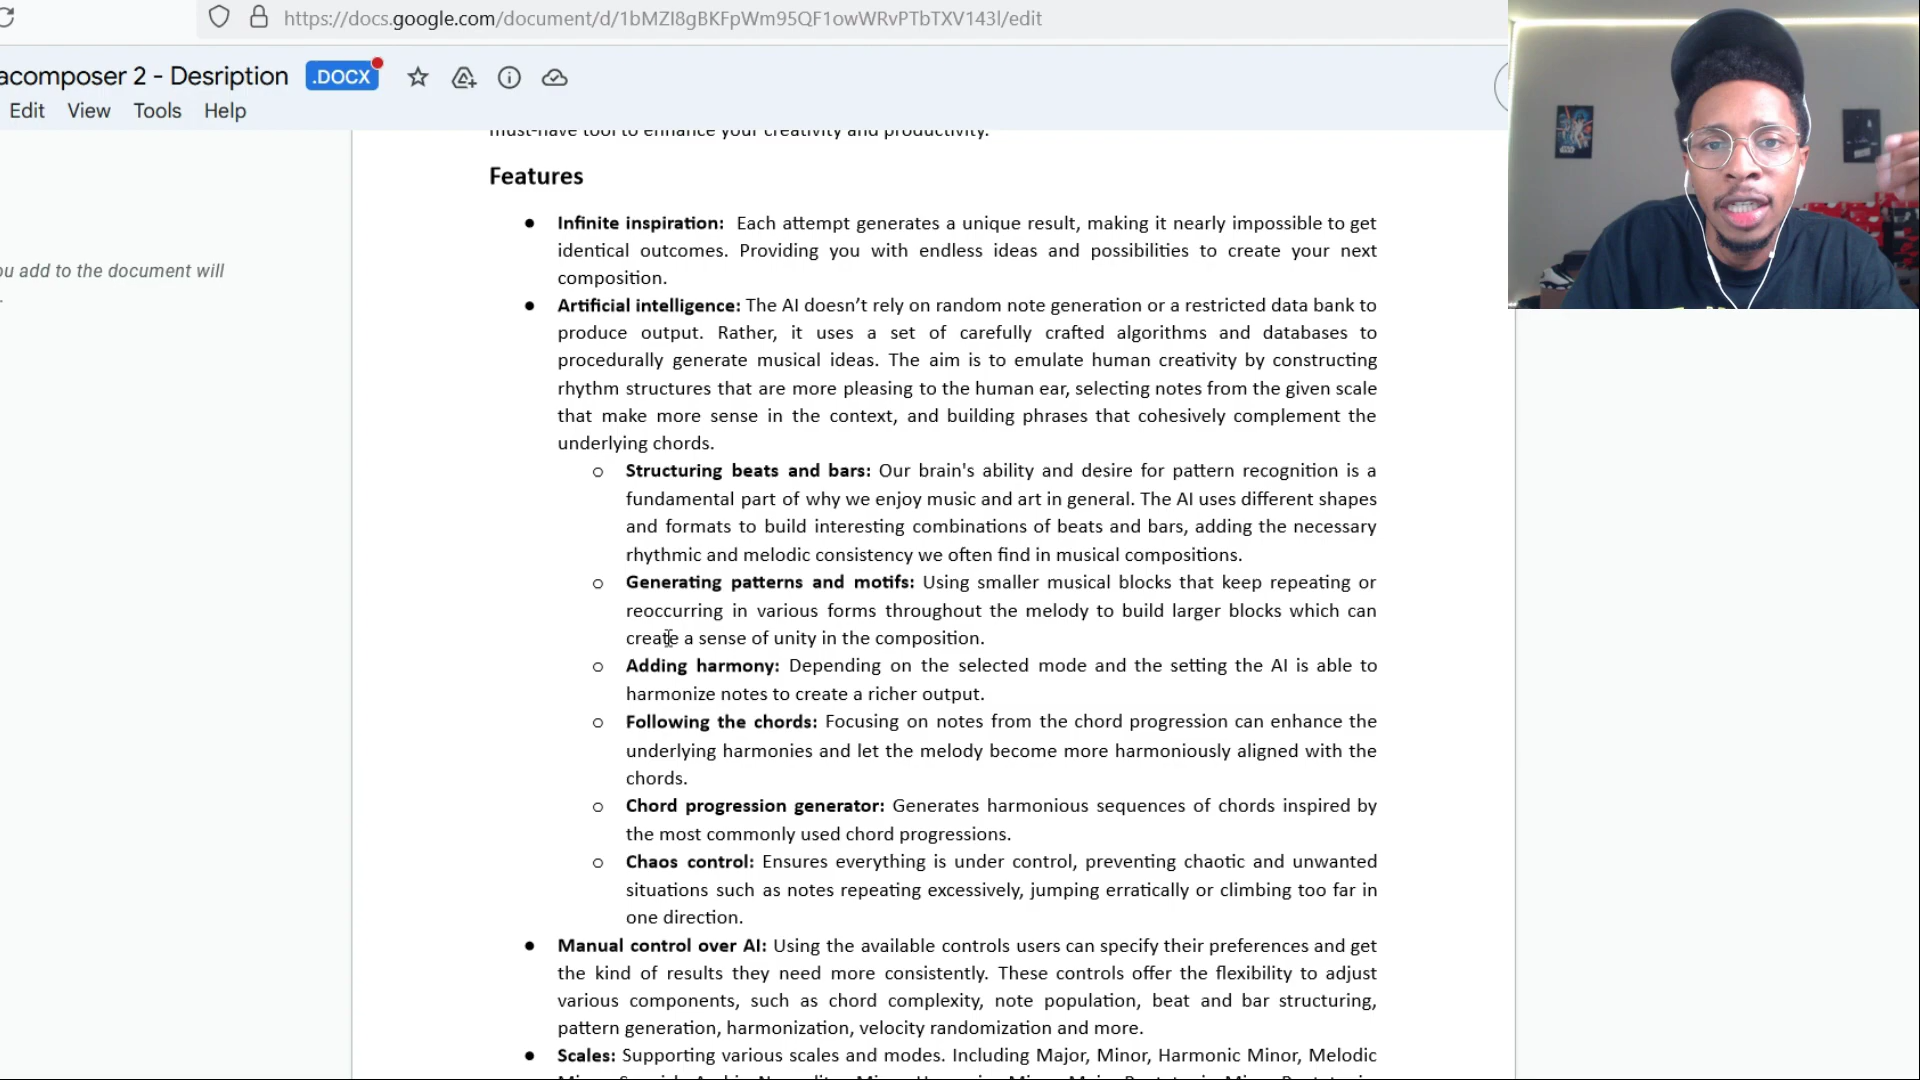 https://docs.google.com/document/d/1bMZI8gBKFpWm95QF1owWRvPTbTXV143l/edit
acomposer 2 - Desription .DOCX
Edit View Tools Help
must-have tool to enhance your creativity and productivity.
Features
ou add to the document will
● Infinite inspiration: Each attempt generates a unique result, making it nearly impossible to get
identical outcomes. Providing you with endless ideas and possibilities to create your next
composition.
● Artificial intelligence: The AI doesn’t rely on random note generation or a restricted data bank to
produce output. Rather, it uses a set of carefully crafted algorithms and databases to
procedurally generate musical ideas. The aim is to emulate human creativity by constructing
rhythm structures that are more pleasing to the human ear, selecting notes from the given scale
that make more sense in the context, and building phrases that cohesively complement the
underlying chords.
○ Structuring beats and bars: Our brain's ability and desire for pattern recognition is a
fundamental part of why we enjoy music and art in general. The AI uses different shapes
and formats to build interesting combinations of beats and bars, adding the necessary
rhythmic and melodic consistency we often find in musical compositions.
○ Generating patterns and motifs: Using smaller musical blocks that keep repeating or
reoccurring in various forms throughout the melody to build larger blocks which can
create a sense of unity in the composition.
○ Adding harmony: Depending on the selected mode and the setting the AI is able to
harmonize notes to create a richer output.
○ Following the chords: Focusing on notes from the chord progression can enhance the
underlying harmonies and let the melody become more harmoniously aligned with the
chords.
○ Chord progression generator: Generates harmonious sequences of chords inspired by
the most commonly used chord progressions.
○ Chaos control: Ensures everything is under control, preventing chaotic and unwanted
situations such as notes repeating excessively, jumping erratically or climbing too far in
one direction.
● Manual control over AI: Using the available controls users can specify their preferences and get
the kind of results they need more consistently. These controls offer the flexibility to adjust
various components, such as chord complexity, note population, beat and bar structuring,
pattern generation, harmonization, velocity randomization and more.
● Scales: Supporting various scales and modes. Including Major, Minor, Harmonic Minor, Melodic